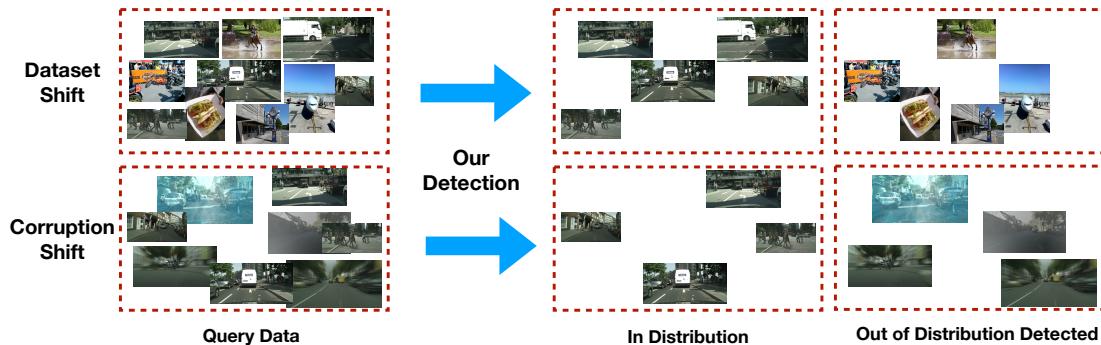 Dataset
Shift
Our
Detection
Corruption
Shift
Query Data
In Distribution
Out of Distribution Detected